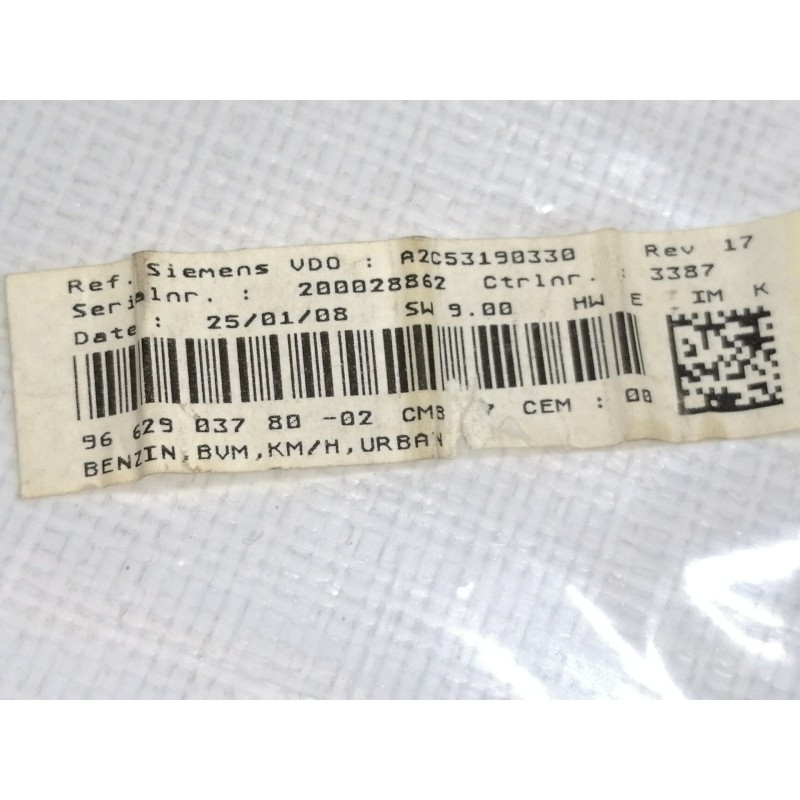 Ref. Siemens VDO : A2C53190330 Rev 17
Serialnr. : 200028862 Ctrlnr. : 3387
Date : 25/01/08 SW 9.00 HW E IM K
96 629 037 80 -02 CEM : 00
BENZIN,BVM,KM/H,URBAN